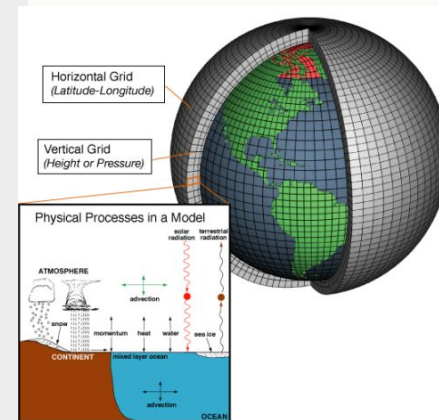 Horizontal Grid
(Latitude-Longitude)
Vertical Grid
(Height or Pressure)
Physical Processes in a Model
solar
radiation
terrestrial
radiation
ATMOSPHERE
advection
snow
momentum
heat
water
sea ice
CONTINENT
mixed layer ocean
advection
OCEAN